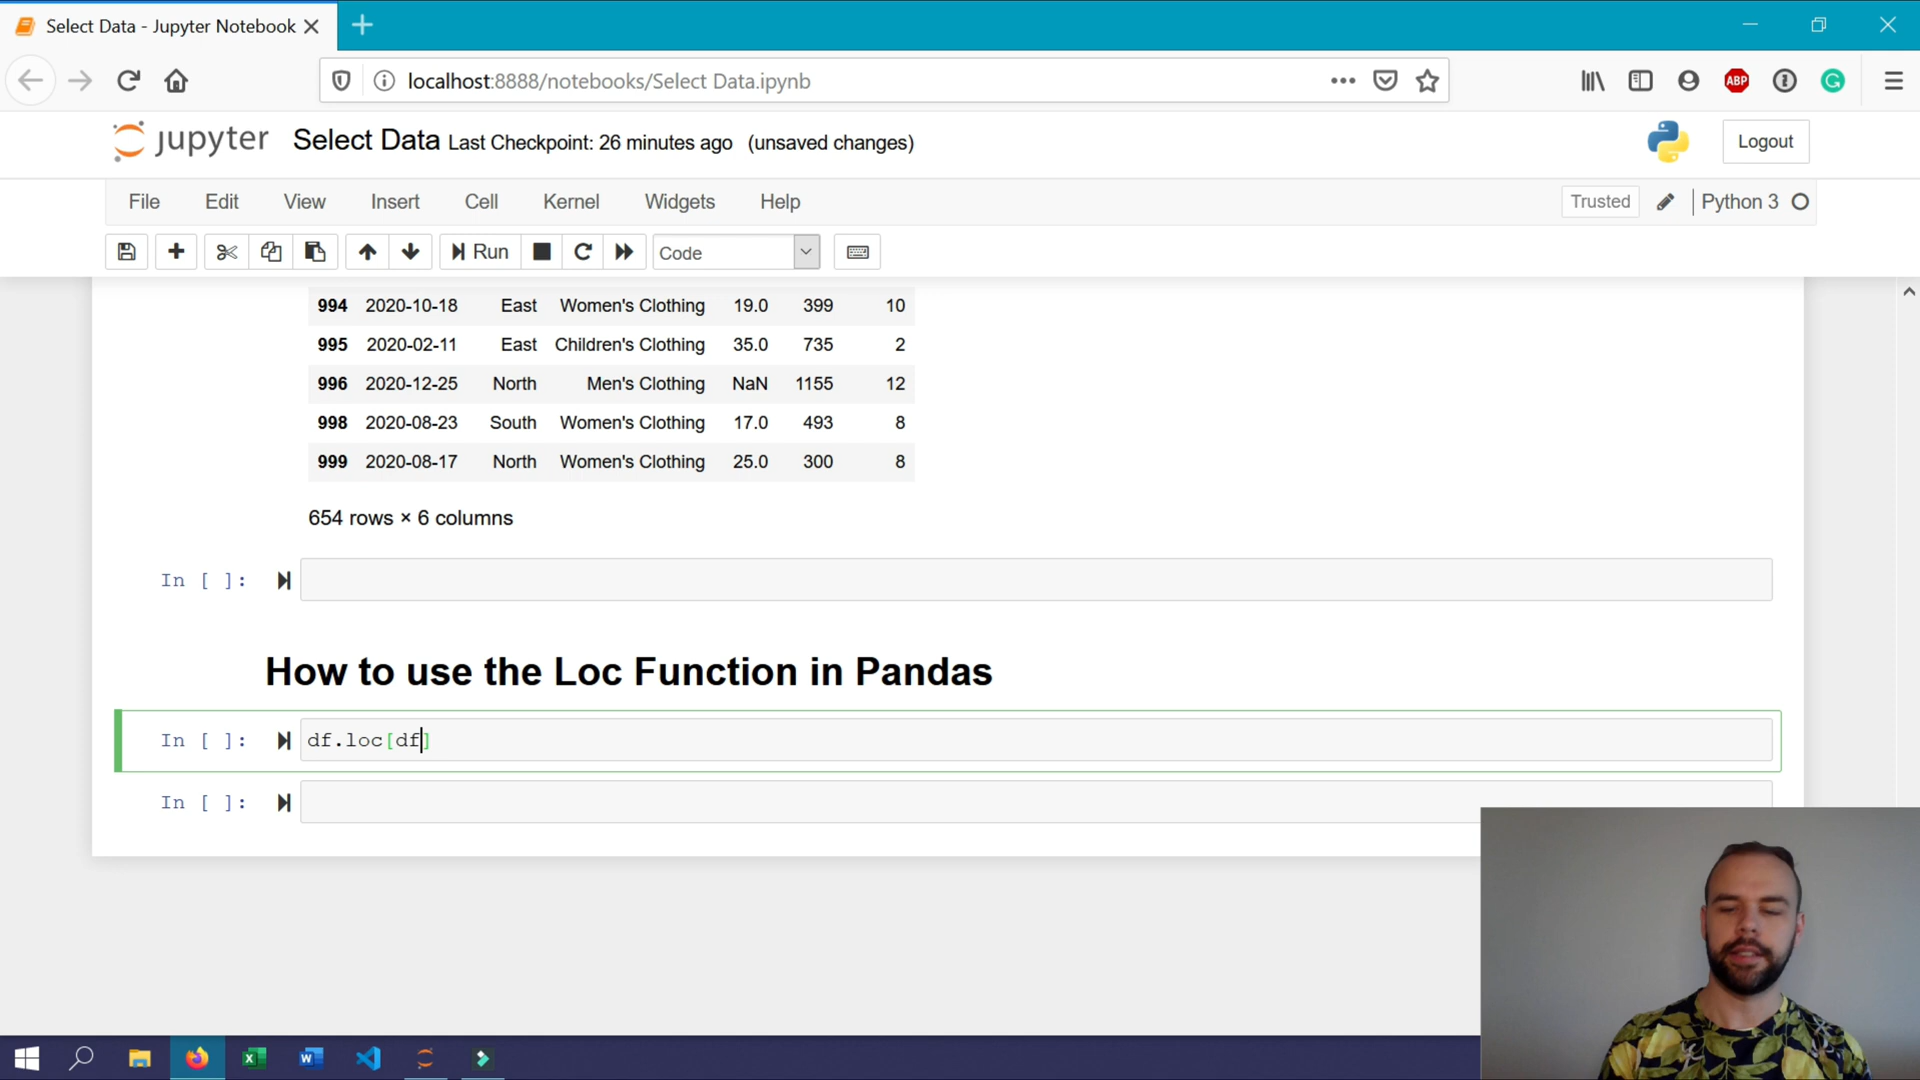 Select Data - Jupyter Notebook
localhost:8888/notebooks/Select Data.ipynb
ABP
jupyter Select Data Last Checkpoint: 26 minutes ago (unsaved changes)
Logout
File Edit View Insert Cell Kernel Widgets Help
Trusted Python 3
Run Code
994 2020-10-18 East Women's Clothing 19.0 399 10
995 2020-02-11 East Children's Clothing 35.0 735 2
996 2020-12-25 North Men's Clothing NaN 1155 12
998 2020-08-23 South Women's Clothing 17.0 493 8
999 2020-08-17 North Women's Clothing 25.0 300 8
654 rows × 6 columns
In [ ]:
How to use the Loc Function in Pandas
In [ ]: df.loc[df]
In [ ]: